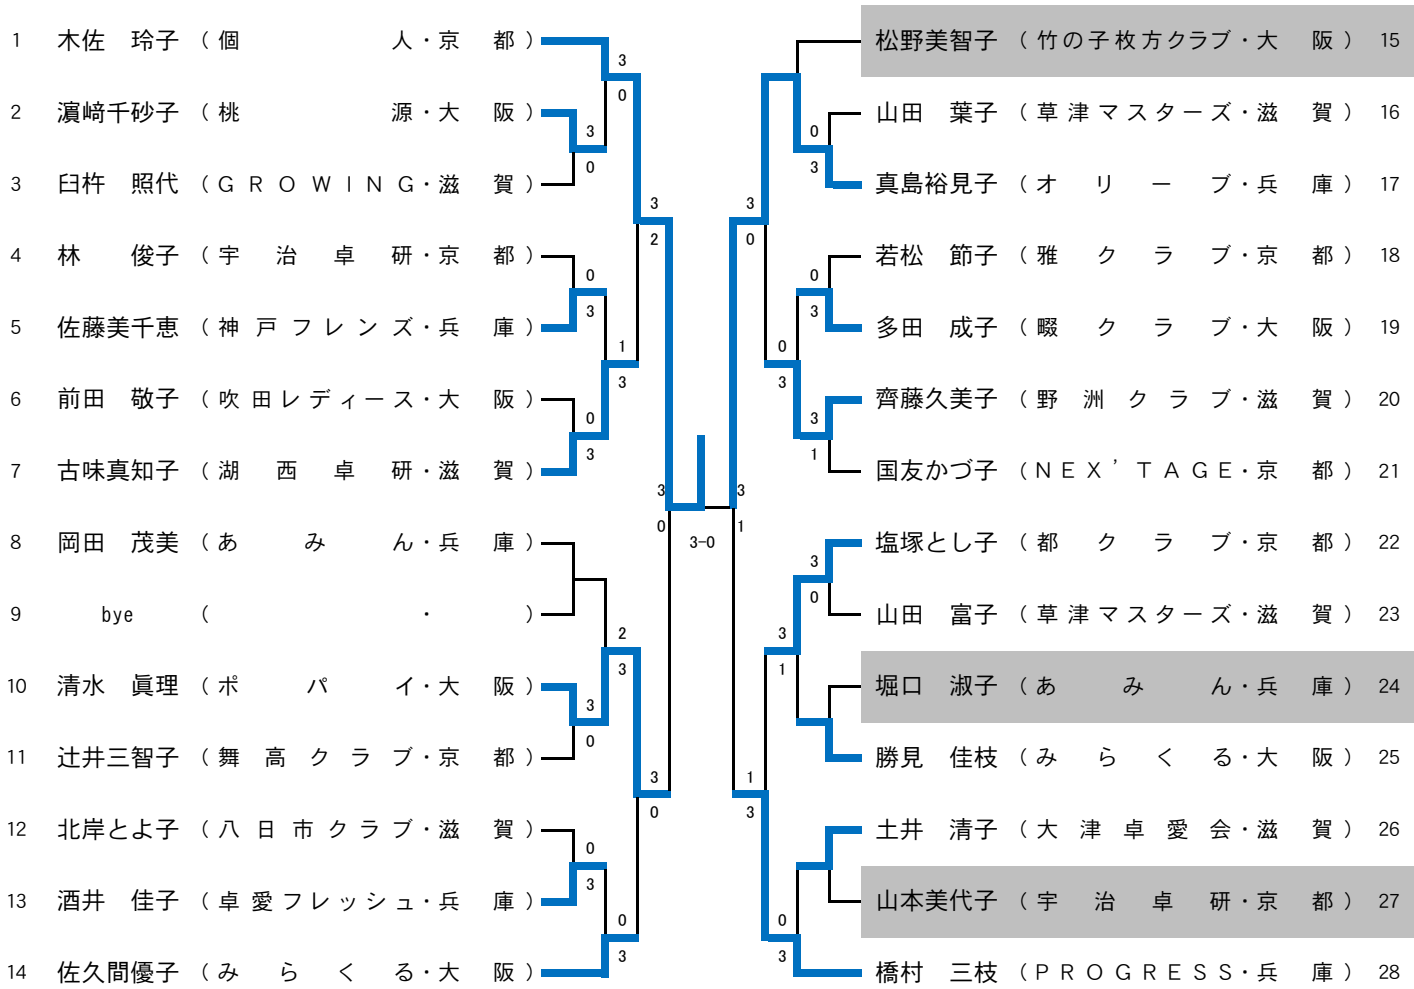 1 木佐 玲子 (個 人・京 都)
3
0
2 濵﨑千砂子 (桃 源・大 阪)
3
0
3 臼杵 照代 (GROWING・滋 賀)
3
2
4 林 俊子 (宇治卓研・京 都)
0
3
5 佐藤美千恵 (神戸フレンズ・兵 庫)
1
3
6 前田 敬子 (吹田レディース・大 阪)
0
3
7 古味真知子 (湖西卓研・滋 賀)
3
0
8 岡田 茂美 (あみん・兵 庫)
9 bye ( ・ )
2
3
10 清水 眞理 (ポパイ・大 阪)
3
0
11 辻井三智子 (舞高クラブ・京 都)
3
0
12 北岸とよ子 (八日市クラブ・滋 賀)
0
3
13 酒井 佳子 (卓愛フレッシュ・兵 庫)
0
3
14 佐久間優子 (みらくる・大 阪)
3-0
松野美智子 (竹の子枚方クラブ・大 阪) 15
山田 葉子 (草津マスターズ・滋 賀) 16
0
3
真島裕見子 (オリーブ・兵 庫) 17
3
0
若松 節子 (雅クラブ・京 都) 18
0
3
多田 成子 (畷クラブ・大 阪) 19
0
3
齊藤久美子 (野洲クラブ・滋 賀) 20
3
1
国友かづ子 (NEX'TAGE・京 都) 21
3
1
塩塚とし子 (都クラブ・京 都) 22
3
0
山田 富子 (草津マスターズ・滋 賀) 23
3
1
堀口 淑子 (あみん・兵 庫) 24
勝見 佳枝 (みらくる・大 阪) 25
1
3
土井 清子 (大津卓愛会・滋 賀) 26
山本美代子 (宇治卓研・京 都) 27
0
3
橋村 三枝 (PROGRESS・兵 庫) 28